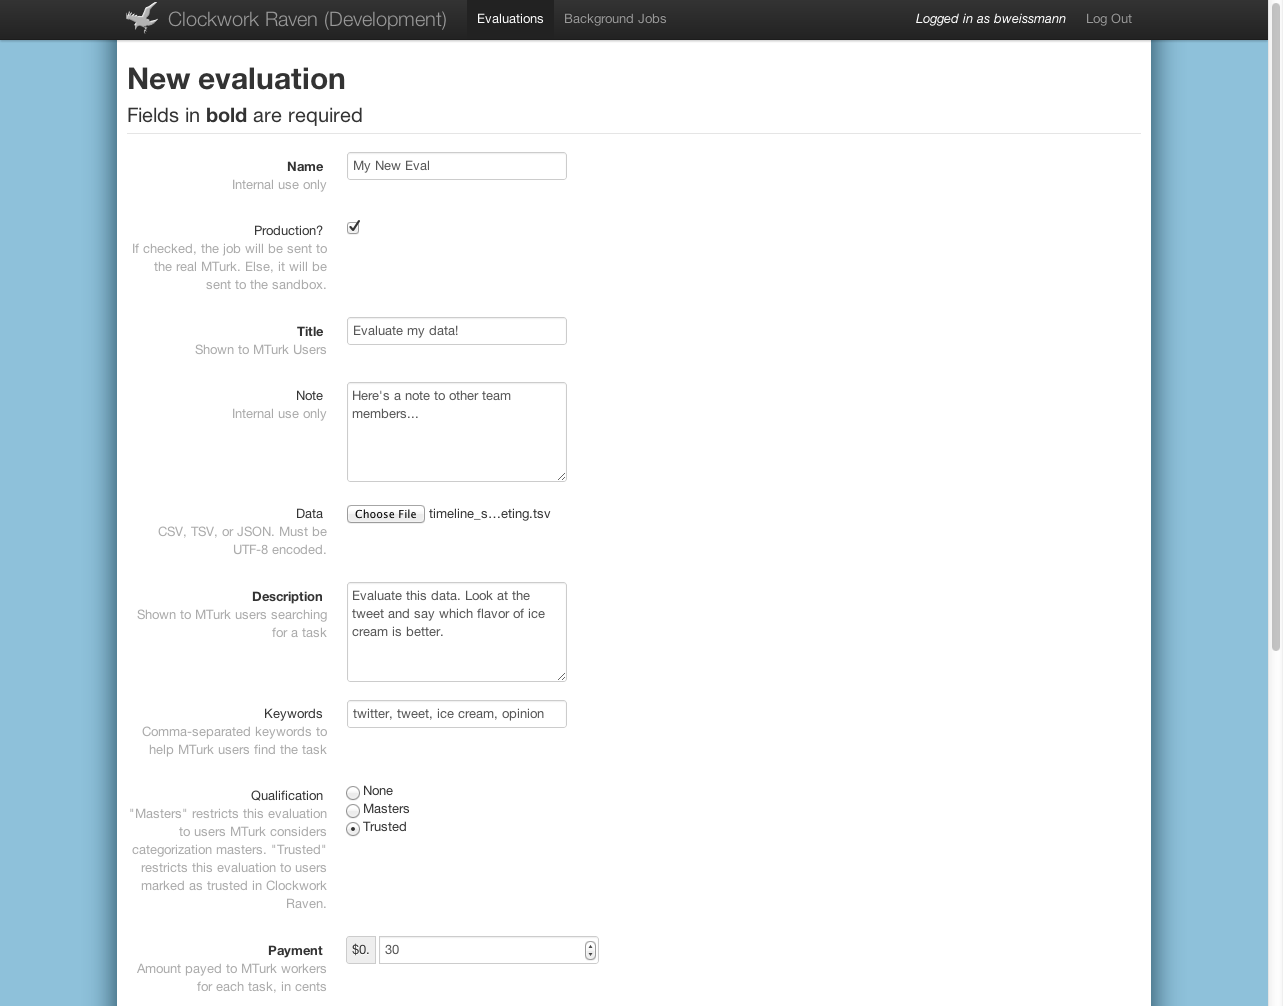 Clockwork Raven (Development) Evaluations Background Jobs Logged in as bweissmann Log Out
New evaluation
Fields in bold are required
Name My New Eval
Internal use only
Production?
If checked, the job will be sent to
the real MTurk. Else, it will be
sent to the sandbox.
Title Evaluate my data!
Shown to MTurk Users
Note
Internal use only
Here's a note to other team
members...
Data Choose File timeline_s...eting.tsv
CSV, TSV, or JSON. Must be
UTF-8 encoded.
Description
Shown to MTurk users searching
for a task
Evaluate this data. Look at the
tweet and say which flavor of ice
cream is better.
Keywords twitter, tweet, ice cream, opinion
Comma-separated keywords to
help MTurk users find the task
Qualification
"Masters" restricts this evaluation
to users MTurk considers
categorization masters. "Trusted"
restricts this evaluation to users
marked as trusted in Clockwork
Raven.
None
Masters
Trusted
Payment $0. 30
Amount payed to MTurk workers
for each task, in cents